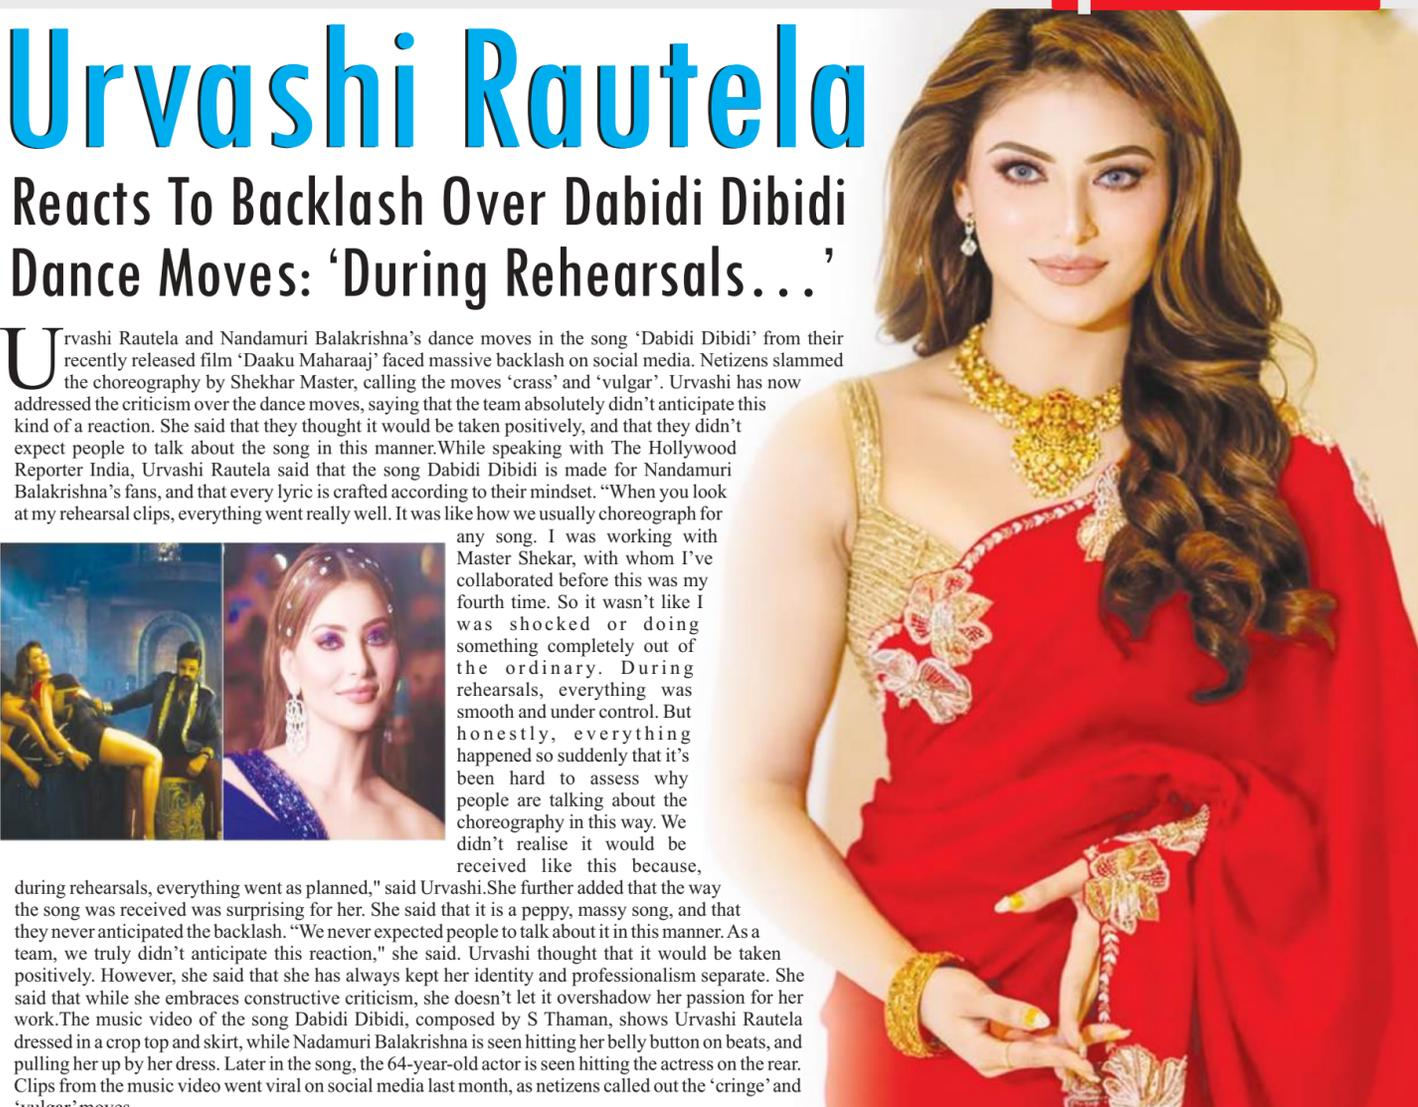 Urvashi Rautela
Reacts To Backlash Over Dabidi Dibidi
Dance Moves: ‘During Rehearsals...’
Urvashi Rautela and Nandamuri Balakrishna’s dance moves in the song ‘Dabidi Dibidi’ from their
recently released film ‘Daaku Maharaaj’ faced massive backlash on social media. Netizens slammed
the choreography by Shekhar Master, calling the moves ‘crass’ and ‘vulgar’. Urvashi has now
addressed the criticism over the dance moves, saying that the team absolutely didn’t anticipate this
kind of a reaction. She said that they thought it would be taken positively, and that they didn’t
expect people to talk about the song in this manner.While speaking with The Hollywood
Reporter India, Urvashi Rautela said that the song Dabidi Dibidi is made for Nandamuri
Balakrishna’s fans, and that every lyric is crafted according to their mindset. “When you look
at my rehearsal clips, everything went really well. It was like how we usually choreograph for
any song. I was working with
Master Shekar, with whom I’ve
collaborated before this was my
fourth time. So it wasn’t like I
was shocked or doing
something completely out of
the ordinary. During
rehearsals, everything was
smooth and under control. But
honestly, everything
happened so suddenly that it’s
been hard to assess why
people are talking about the
choreography in this way. We
didn’t realise it would be
received like this because,
during rehearsals, everything went as planned," said Urvashi.She further added that the way
the song was received was surprising for her. She said that it is a peppy, massy song, and that
they never anticipated the backlash. “We never expected people to talk about it in this manner. As a
team, we truly didn’t anticipate this reaction," she said. Urvashi thought that it would be taken
positively. However, she said that she has always kept her identity and professionalism separate. She
said that while she embraces constructive criticism, she doesn’t let it overshadow her passion for her
work.The music video of the song Dabidi Dibidi, composed by S Thaman, shows Urvashi Rautela
dressed in a crop top and skirt, while Nadamuri Balakrishna is seen hitting her belly button on beats, and
pulling her up by her dress. Later in the song, the 64-year-old actor is seen hitting the actress on the rear.
Clips from the music video went viral on social media last month, as netizens called out the ‘cringe’ and
‘vulgar’ moves